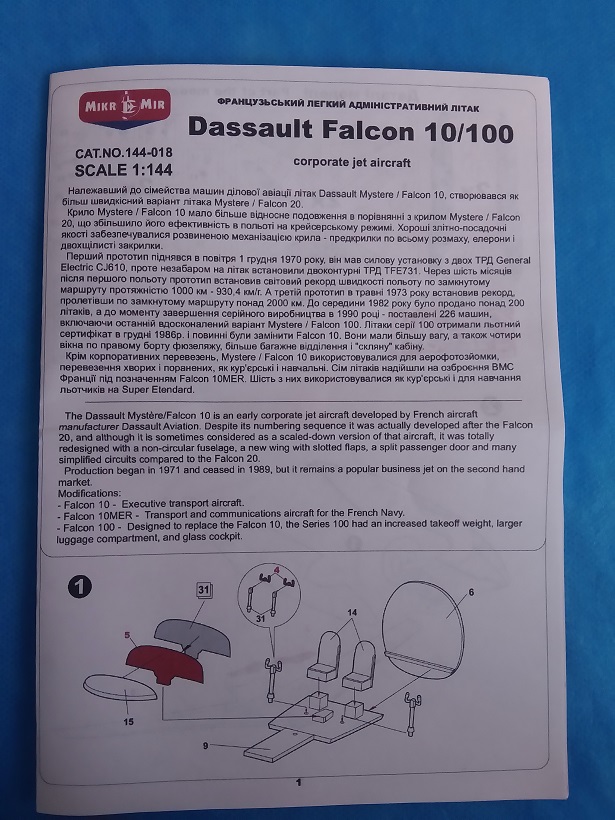 MIKR MIR
ФРАНЦУЗЬСКИЙ ЛЕГКИЙ АДМІНІСТРАТИВНИЙ ЛІТАК
Dassault Falcon 10/100
CAT.NO.144-018
SCALE 1:144
corporate jet aircraft
Належавший до сімейства машин ділової авіації літак Dassault Mystere / Falcon 10, створювався як
більш швидкісний варіант літака Mystere / Falcon 20.
Крило Mystere / Falcon 10 мало більше відносное подовження в порівнянні з крилом Mystere / Falcon
20, що збільшило його ефективність в польоті на крейсерському режимі. Хороші злітно-посадочні
якості забезпечувалися розвиненою механізацією крила - предкрилки по всьому размаху, елерони і
двохщілисті закрилки.
Перший прототип піднявся в повітря 1 грудня 1970 року, він мав силову установку з двох ТРД General
Electric CJ610, проте незабаром на літак встановили двоконтурні ТРД TFE731. Через шість місяців
після першого польоту прототип встановив світовий рекорд швидкості польоту по замкнутому
маршруту протяжністю 1000 км - 930,4 км/г. А третій прототип в травні 1973 року встановив рекорд,
пролетівши по замкнутому маршруту понад 2000 км. До середини 1982 року було продано понад 200
літаків, а до моменту завершення серійного виробництва в 1990 році - поставлені 226 машин,
включаючи останній вдосконалений варіант Mystere / Falcon 100. Літаки серії 100 отримали льотний
сертифікат в грудні 1986р. і повинні були замінити Falcon 10. Вони мали більшу вагу, а також чотири
вікна по правому борту фюзеляжу, більше багажне відділення і "скляну" кабіну.
Крім корпоративних перевезень, Mystere / Falcon 10 використовувалися для аерофотозйомки,
перевезення хворих і поранених, як кур'єрські і навчальні. Сім літаків надійшли на озброєння ВМС
Франції під позначенням Falcon 10MER. Шість з них використовувалися як кур'єрські і для навчання
льотчиків на Super Etendard.
The Dassault Mystère/Falcon 10 is an early corporate jet aircraft developed by French aircraft
manufacturer Dassault Aviation. Despite its numbering sequence it was actually developed after the Falcon
20, and although it is sometimes considered as a scaled-down version of that aircraft, it was totally
redesigned with a non-circular fuselage, a new wing with slotted flaps, a split passenger door and many
simplified circuits compared to the Falcon 20.
Production began in 1971 and ceased in 1989, but it remains a popular business jet on the second hand
market.
Modifications:
- Falcon 10 - Executive transport aircraft.
- Falcon 10MER - Transport and communications aircraft for the French Navy.
- Falcon 100 - Designed to replace the Falcon 10, the Series 100 had an increased takeoff weight, larger
luggage compartment, and glass cockpit.
1
31
4
31
14
6
5
15
9
1